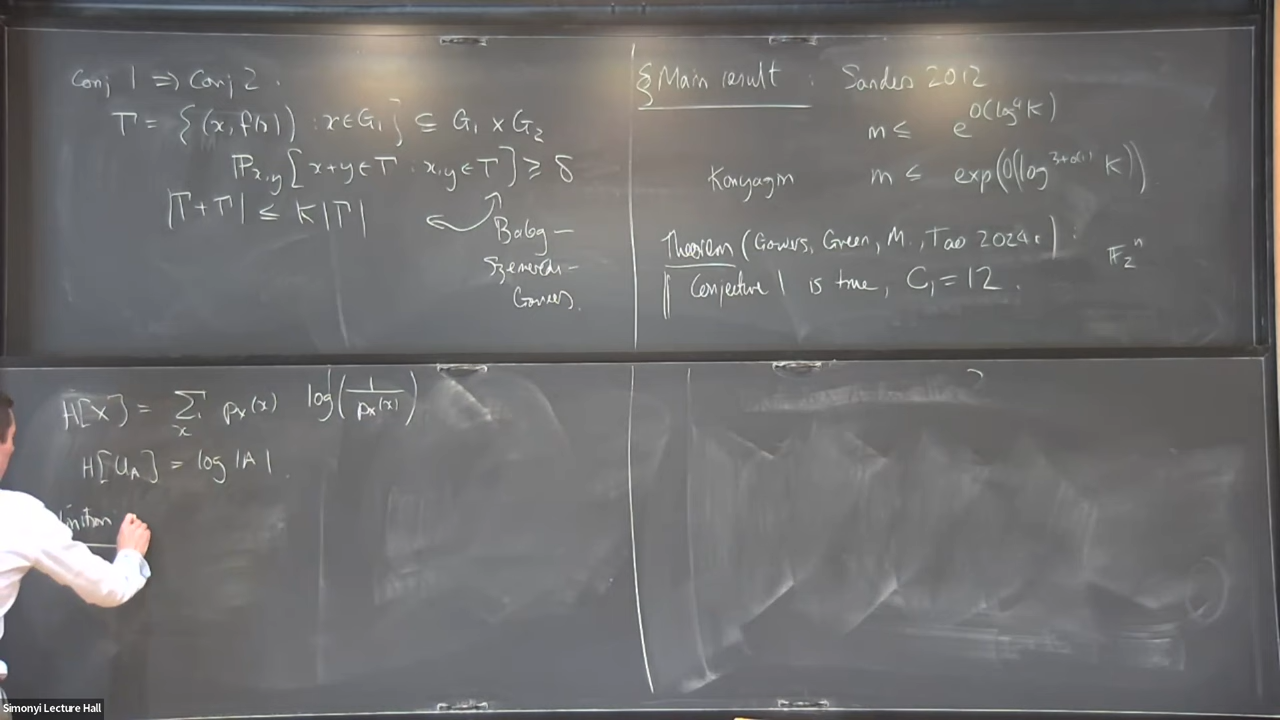 Conj 1 => Conj 2.
Γ = {(x, f(x)) : x ∈ G₁} ⊆ G₁ × G₂
ℙ_{x,y}[x+y ∈ Γ : x,y ∈ Γ] ≥ δ
|Γ+Γ| ≤ K|Γ|
Balog-
Szemerédi-
Gowers.
§ Main result : Sanders 2012
m ≤ e^{O(log⁴ K)}
Konyagin m ≤ exp(O(log^{3+o(1)} K))
Theorem (Gowers, Green, M., Tao 2024) :
Conjecture 1 is true, C₁ = 12.
𝔽₂ⁿ
H[X] = Σ_x p_X(x) log(1/p_X(x))
H[U_A] = log |A|.
inition
Simonyi Lecture Hall